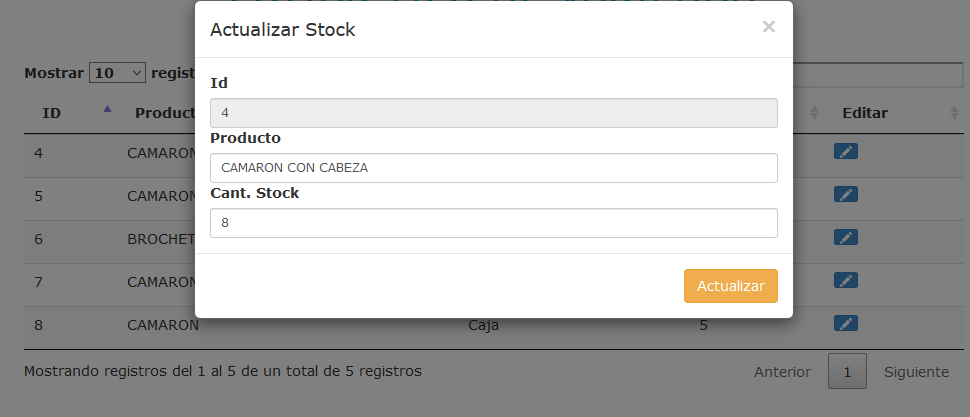 Actualizar Stock
×
Mostrar 10 registr
Id
4
Producto
CAMARON CON CABEZA
Cant. Stock
8
Actualizar
ID Product Editar
4 CAMARON
5 CAMARON
6 BROCHET
7 CAMARON
8 CAMARON Caja 5
Mostrando registros del 1 al 5 de un total de 5 registros
Anterior 1 Siguiente